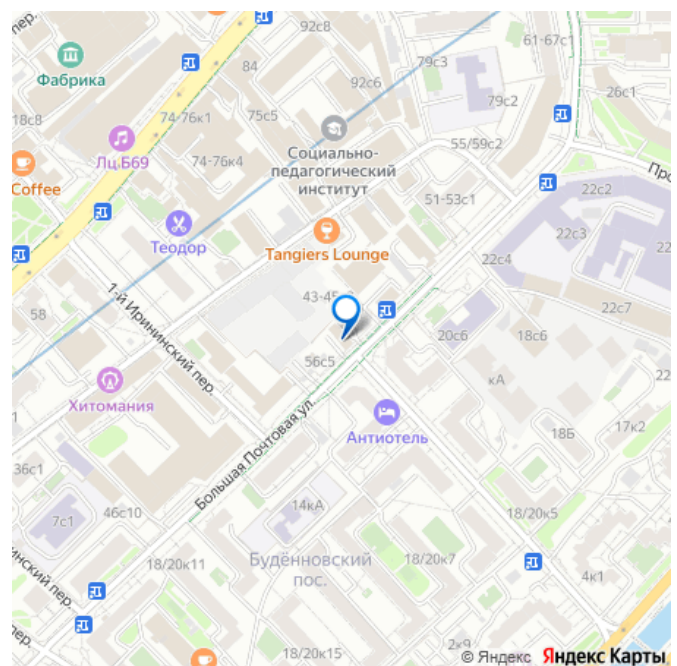 92с8
61-67с1
Фабрика
84
79с3
92с6
79с2
26с1
18с8
74-76к1
75с5
Лц.Б69
74-76к4
Социально-
педагогический
институт
55/59с2
Coffee
51-53с1
22с2
Теодор
Tangiers Lounge
22с3
22с4
43-45
22с7
58
1-й Ирининский пер.
20с6
18с6
56с5
кА
22
Хитомания
Антиотель
18Б
17к2
Большая Почтовая ул.
36с1
7с1
46с10
14кА
18/20к5
Будённовский
пос.
18/20к11
18/20к7
4к1
18/20к15
2к9
© Яндекс Яндекс Карты